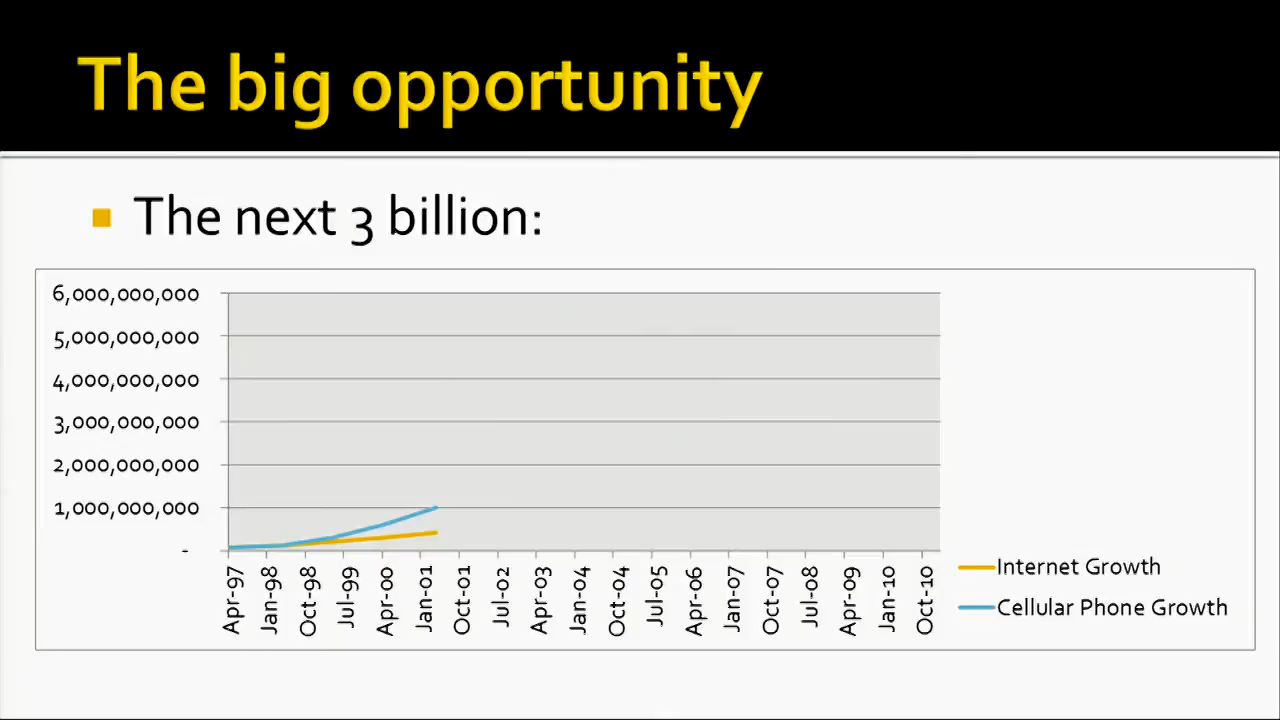 The big opportunity
The next 3 billion:
6,000,000,000
5,000,000,000
4,000,000,000
3,000,000,000
2,000,000,000
1,000,000,000
-
Apr-97
Jan-98
Oct-98
Jul-99
Apr-00
Jan-01
Oct-01
Jul-02
Apr-03
Jan-04
Oct-04
Jul-05
Apr-06
Jan-07
Oct-07
Jul-08
Apr-09
Jan-10
Oct-10
Internet Growth
Cellular Phone Growth